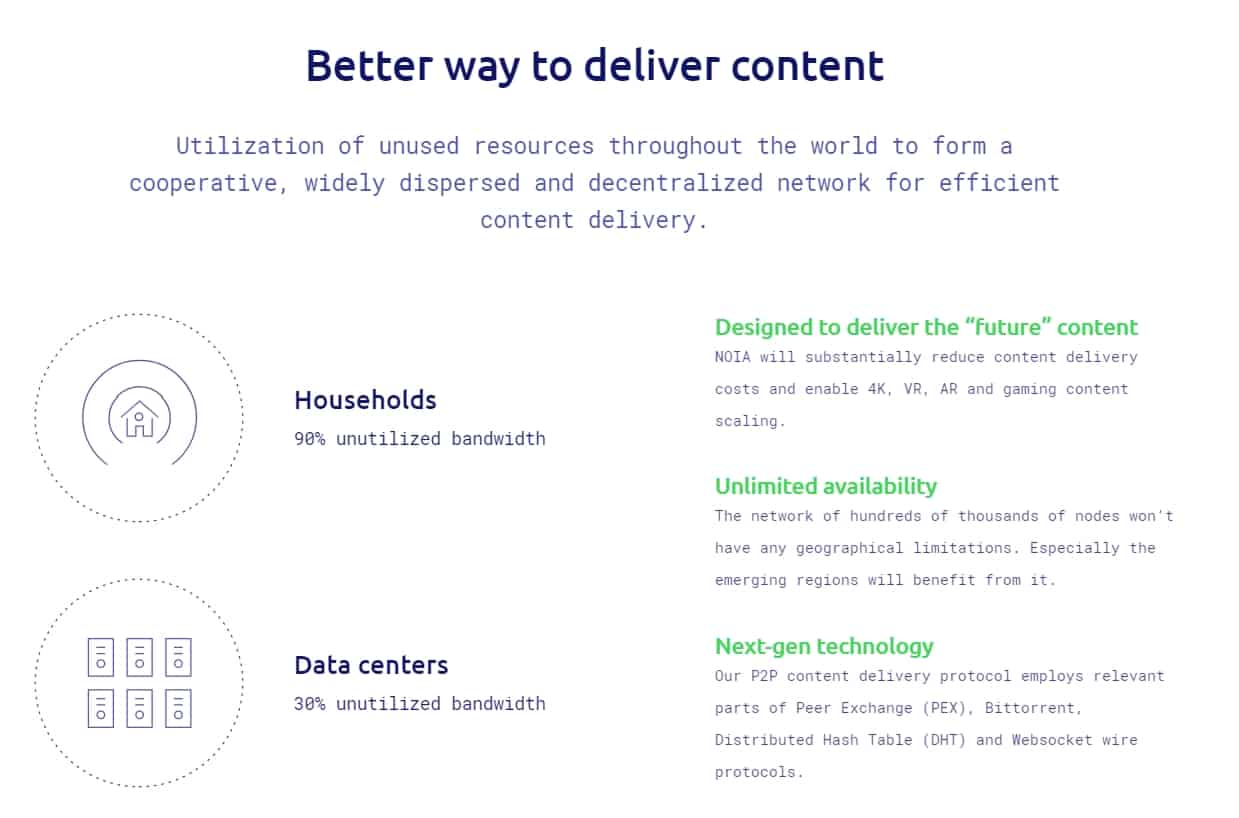 Better way to deliver content
Utilization of unused resources throughout the world to form a
cooperative, widely dispersed and decentralized network for efficient
content delivery.
Households
90% unutilized bandwidth
Data centers
30% unutilized bandwidth
Designed to deliver the “future” content
NOIA will substantially reduce content delivery
costs and enable 4K, VR, AR and gaming content
scaling.
Unlimited availability
The network of hundreds of thousands of nodes won't
have any geographical limitations. Especially the
emerging regions will benefit from it.
Next-gen technology
Our P2P content delivery protocol employs relevant
parts of Peer Exchange (PEX), Bittorrent,
Distributed Hash Table (DHT) and Websocket wire
protocols.